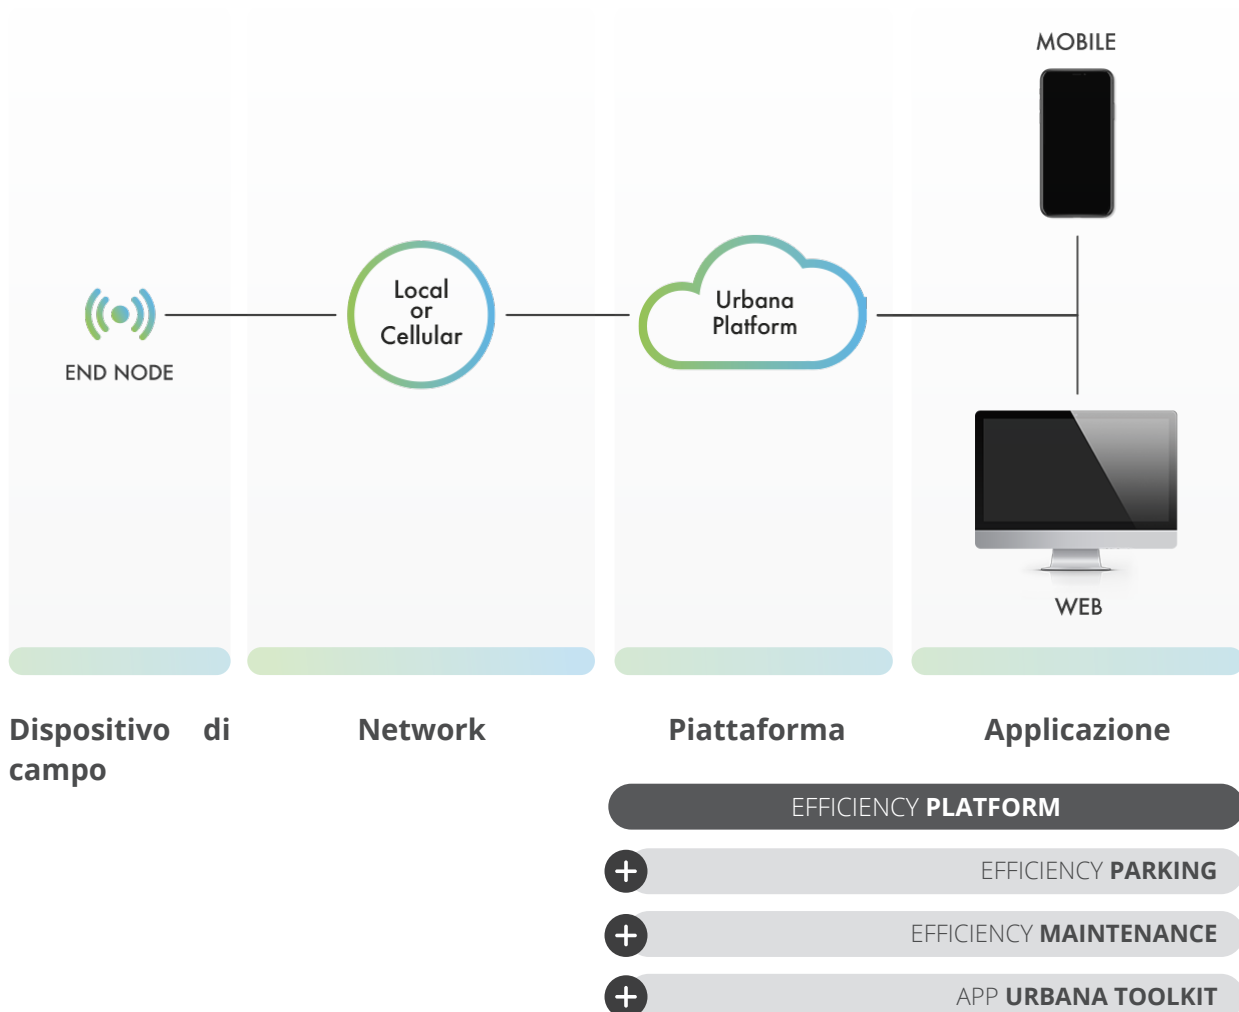 MOBILE
Local
or
Cellular
Urbana
Platform
END NODE
WEB
Dispositivo di
campo
Network
Piattaforma
Applicazione
EFFICIENCY PLATFORM
EFFICIENCY PARKING
EFFICIENCY MAINTENANCE
APP URBANA TOOLKIT